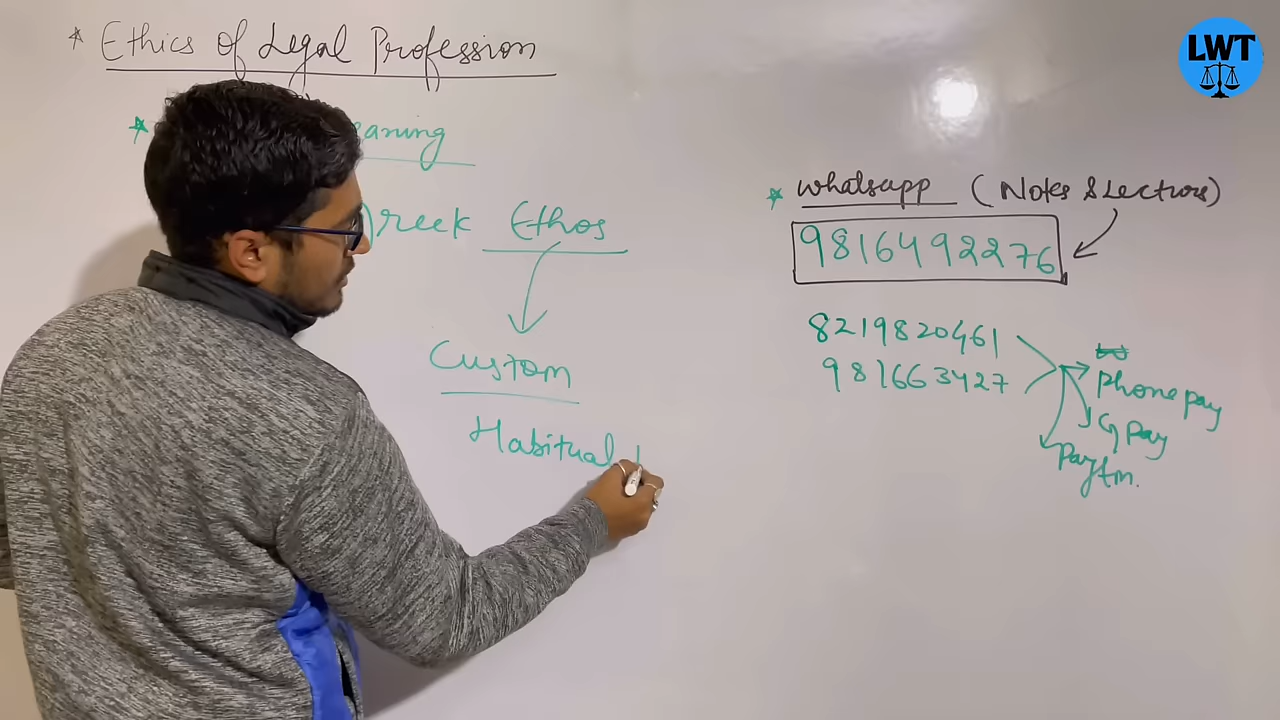 * Ethics of Legal Profession
* eaning
reek Ethos
Custom
Habitual
* Whatsapp (Notes & Lectures)
9816492276
8219820461
981663427
Phone pay
G pay
Paytm.
LWT